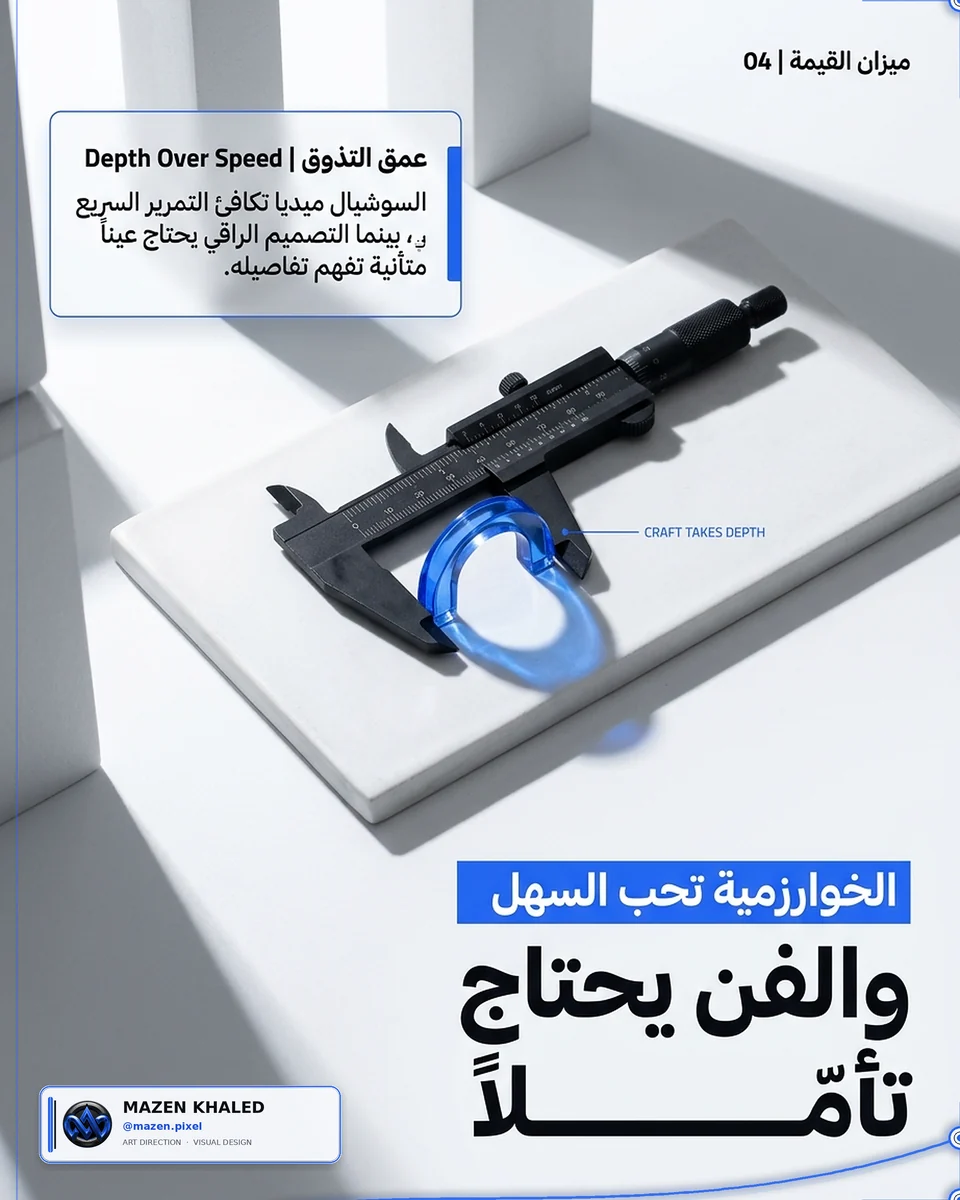 ميزان القيمة | 04
عمق التذوق | Depth Over Speed
السوشيال ميديا تكافئ التمرير السريع
، بينما التصميم الراقي يحتاج عيناً
متأنية تفهم تفاصيله.
CRAFT TAKES DEPTH
الخوارزمية تحب السهل
والفن يحتاج
تأمّـــــلاً
MAZEN KHALED
@mazen.pixel
ART DIRECTION · VISUAL DESIGN